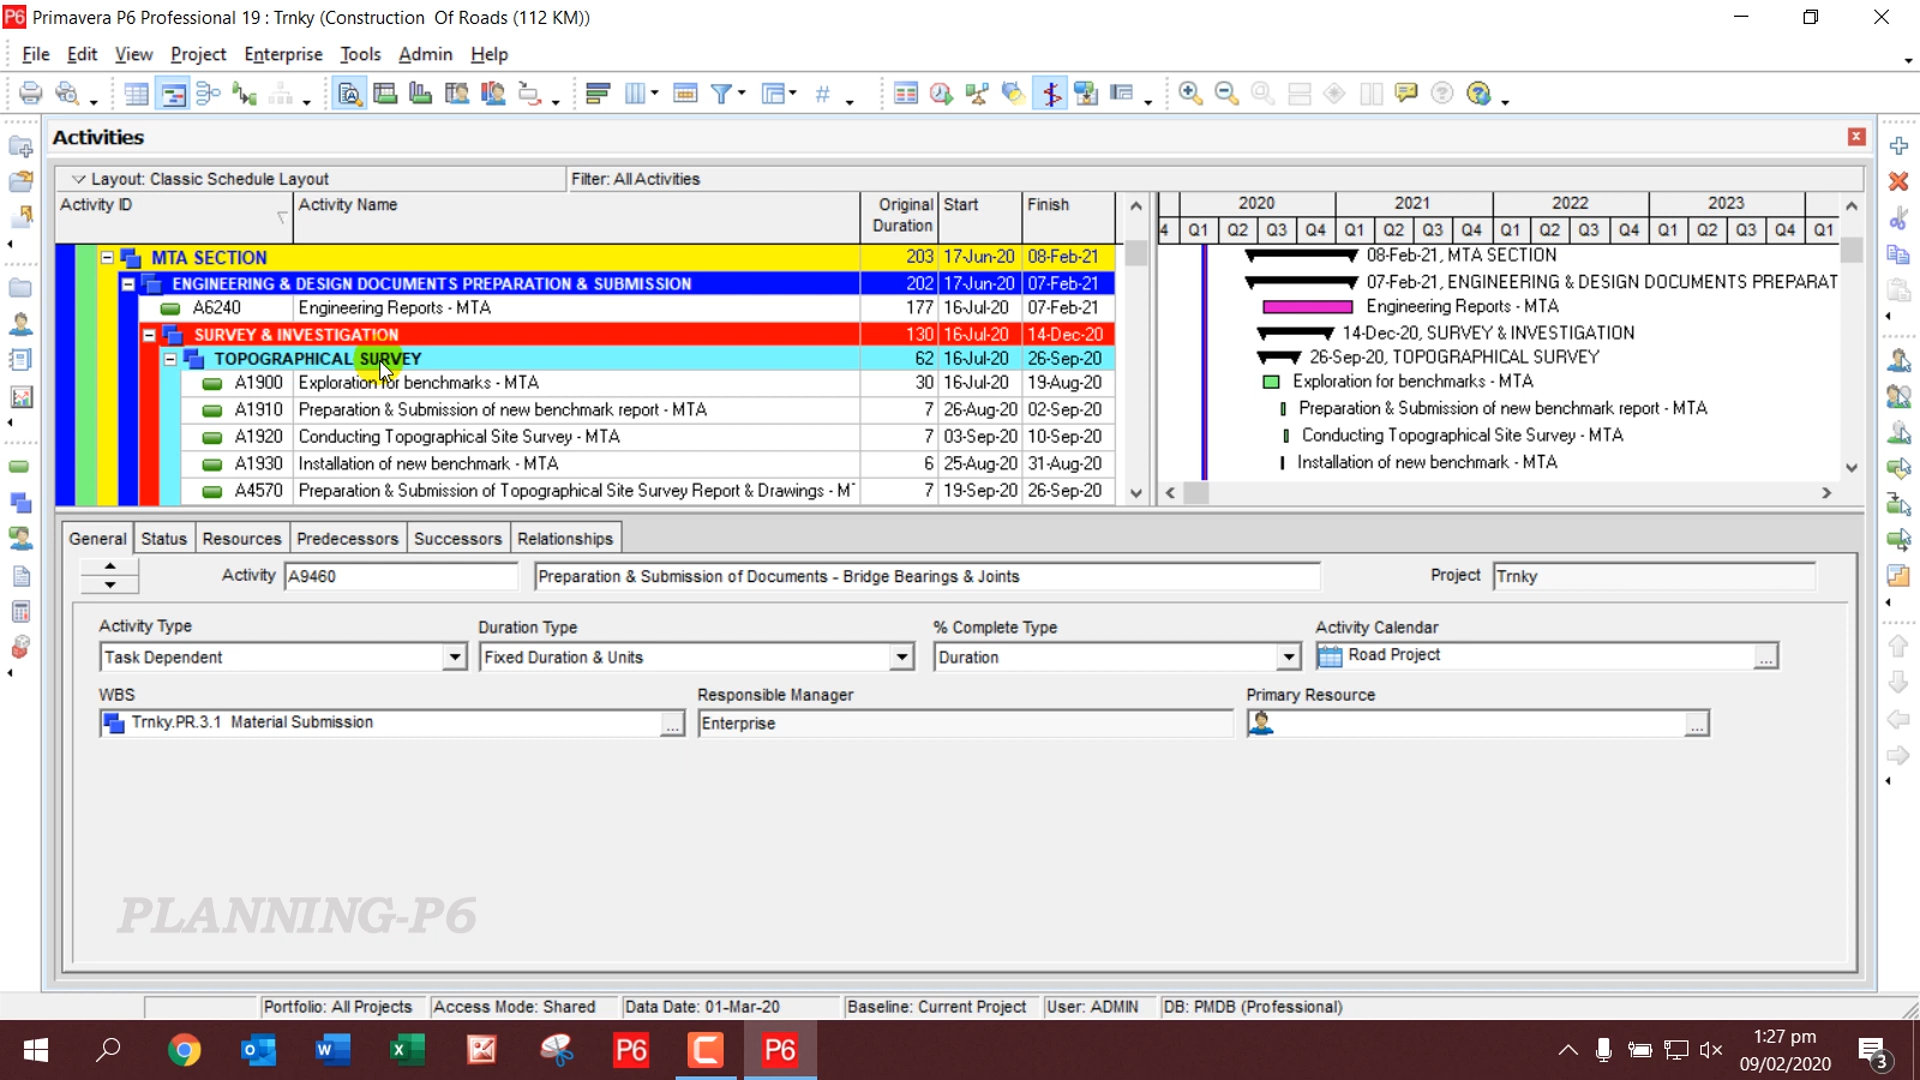 Primavera P6 Professional 19 : Trnky (Construction Of Roads (112 KM))
File Edit View Project Enterprise Tools Admin Help
Activities
Layout: Classic Schedule Layout
Filter: All Activities
Activity ID Activity Name Original Duration Start Finish
MTA SECTION 203 17-Jun-20 08-Feb-21
ENGINEERING & DESIGN DOCUMENTS PREPARATION & SUBMISSION 202 17-Jun-20 07-Feb-21
A6240 Engineering Reports - MTA 177 16-Jul-20 07-Feb-21
SURVEY & INVESTIGATION 130 16-Jul-20 14-Dec-20
TOPOGRAPHICAL SURVEY 62 16-Jul-20 26-Sep-20
A1900 Exploration for benchmarks - MTA 30 16-Jul-20 19-Aug-20
A1910 Preparation & Submission of new benchmark report - MTA 7 26-Aug-20 02-Sep-20
A1920 Conducting Topographical Site Survey - MTA 7 03-Sep-20 10-Sep-20
A1930 Installation of new benchmark - MTA 6 25-Aug-20 31-Aug-20
A4570 Preparation & Submission of Topographical Site Survey Report & Drawings - M 7 19-Sep-20 26-Sep-20
2020 2021 2022 2023
4 Q1 Q2 Q3 Q4 Q1 Q2 Q3 Q4 Q1 Q2 Q3 Q4 Q1 Q2 Q3 Q4 Q1
08-Feb-21, MTA SECTION
07-Feb-21, ENGINEERING & DESIGN DOCUMENTS PREPARAT
Engineering Reports - MTA
14-Dec-20, SURVEY & INVESTIGATION
26-Sep-20, TOPOGRAPHICAL SURVEY
Exploration for benchmarks - MTA
Preparation & Submission of new benchmark report - MTA
Conducting Topographical Site Survey - MTA
Installation of new benchmark - MTA
General Status Resources Predecessors Successors Relationships
Activity A9460 Preparation & Submission of Documents - Bridge Bearings & Joints Project Trnky
Activity Type Duration Type % Complete Type Activity Calendar
Task Dependent Fixed Duration & Units Duration Road Project ...
WBS Responsible Manager Primary Resource
Trnky.PR.3.1 Material Submission ... Enterprise ...
PLANNING-P6
Portfolio: All Projects Access Mode: Shared Data Date: 01-Mar-20 Baseline: Current Project User: ADMIN DB: PMDB (Professional)
1:27 pm
09/02/2020
3